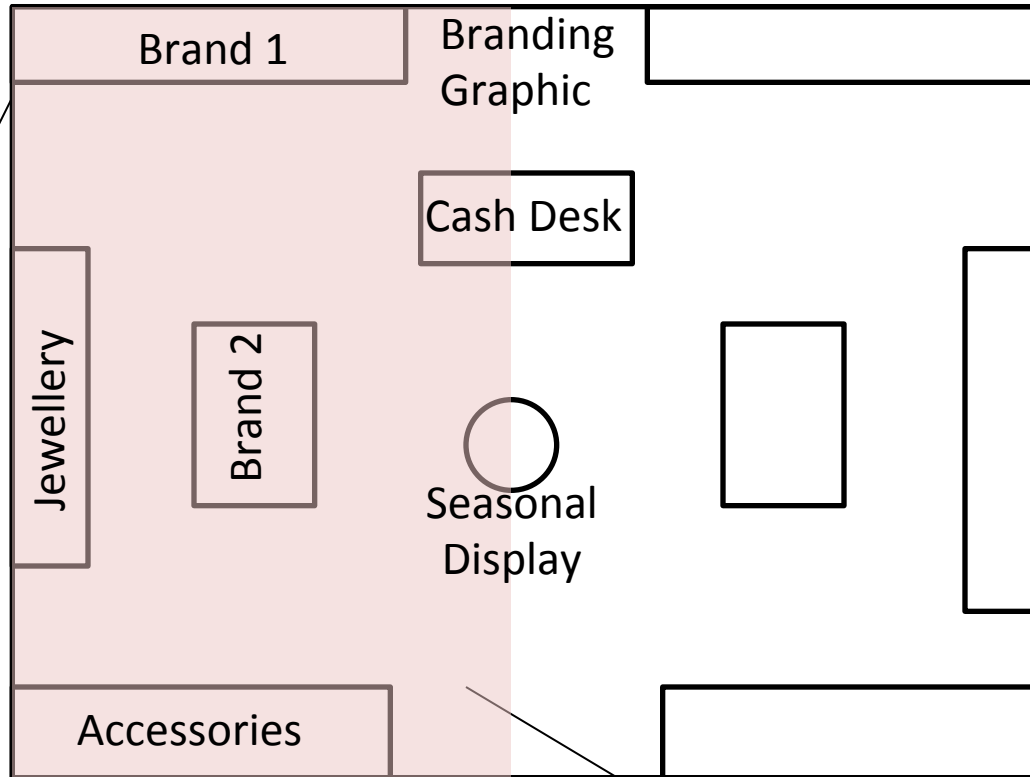 Brand 1
Branding
Graphic
Cash Desk
Jewellery
Brand 2
Seasonal
Display
Accessories